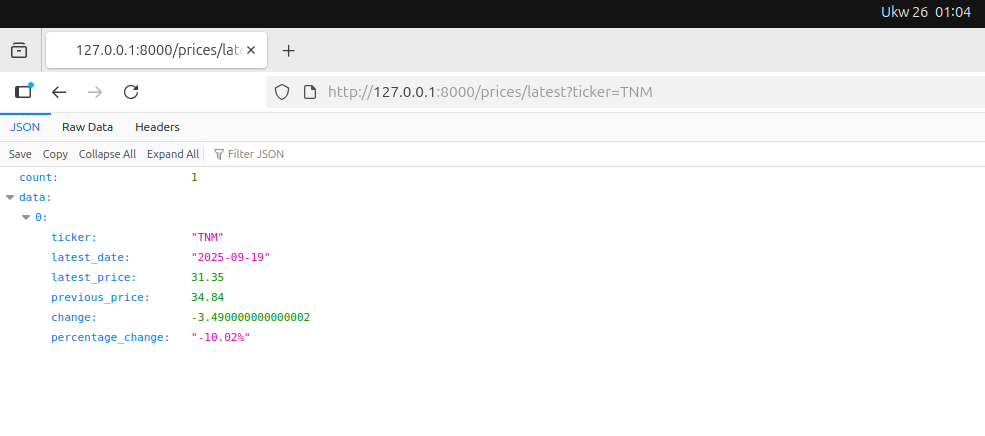 Ukw 26 01:04
127.0.0.1:8000/prices/late
http://127.0.0.1:8000/prices/latest?ticker=TNM
JSON Raw Data Headers
Save Copy Collapse All Expand All Filter JSON
count: 1
data:
0:
ticker: "TNM"
latest_date: "2025-09-19"
latest_price: 31.35
previous_price: 34.84
change: -3.490000000000002
percentage_change: "-10.02%"